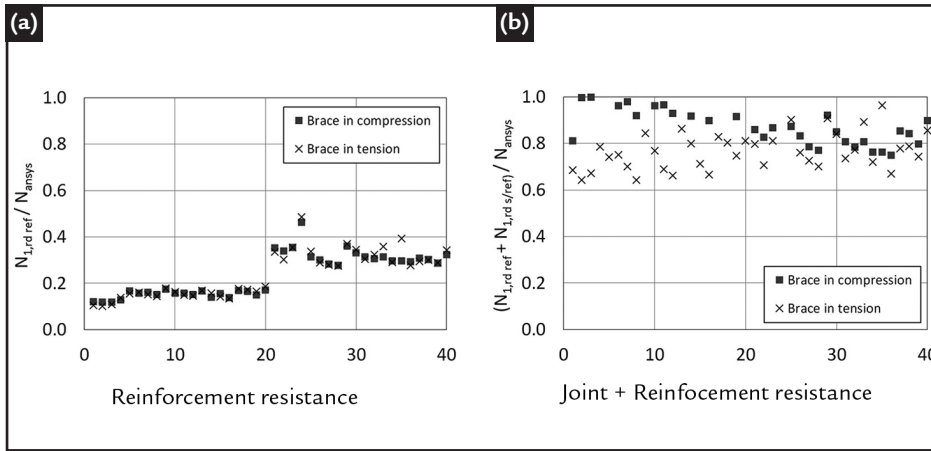 (a)
(b)
N1,rd ref / Nansys
1.0
0.8
0.6
0.4
0.2
0.0
0
10
20
30
40
Brace in compression
Brace in tension
Reinforcement resistance
(N1,rd ref + N1,rd s/ref) / Nansys
1.0
0.8
0.6
0.4
0.2
0.0
0
10
20
30
40
Brace in compression
Brace in tension
Joint + Reinfocement resistance